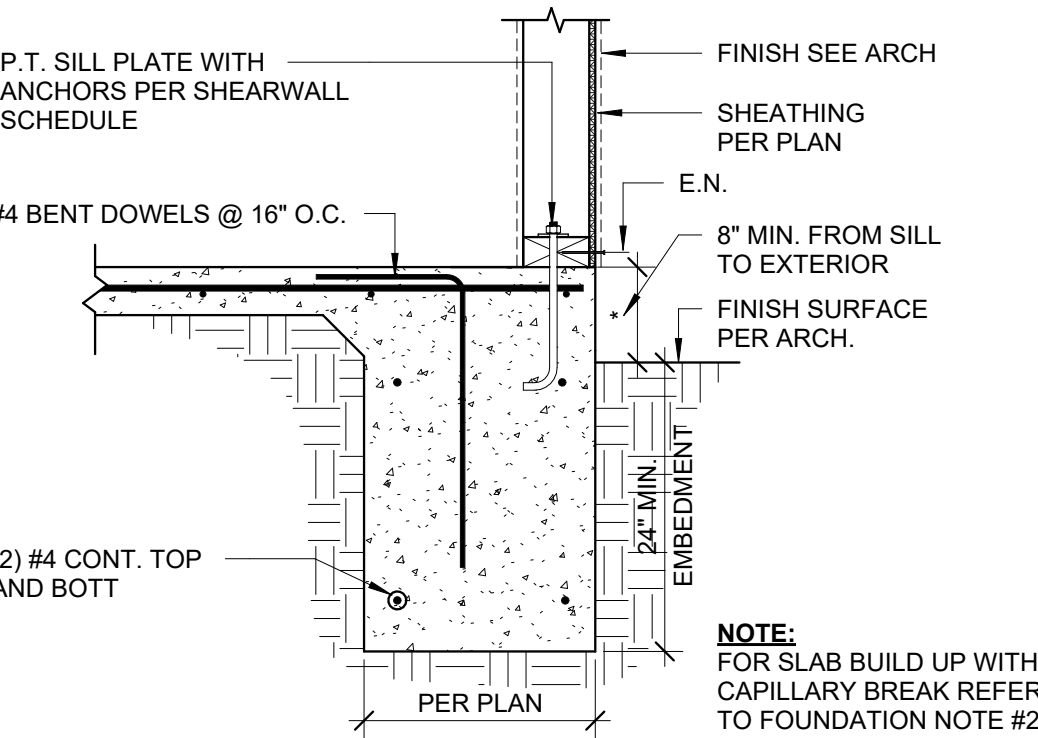 P.T. SILL PLATE WITH
ANCHORS PER SHEARWALL
SCHEDULE
#4 BENT DOWELS @ 16" O.C.
2) #4 CONT. TOP
AND BOTT
FINISH SEE ARCH
SHEATHING
PER PLAN
E.N.
8" MIN. FROM SILL
TO EXTERIOR
*
FINISH SURFACE
PER ARCH.
24" MIN.
EMBEDMENT
PER PLAN
NOTE:
FOR SLAB BUILD UP WITH
CAPILLARY BREAK REFER
TO FOUNDATION NOTE #2